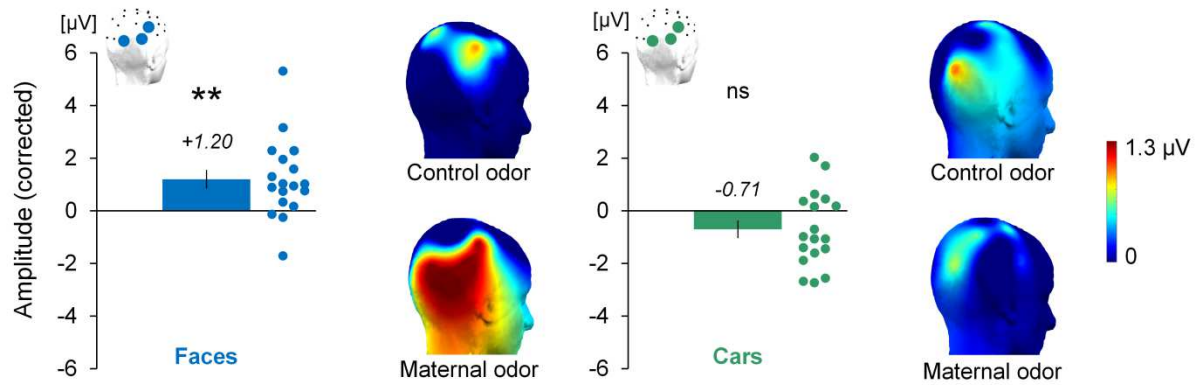 [µV]
6
4
2
0
-2
-4
-6
Amplitude (corrected)
**
+1.20
Faces
Control odor
Maternal odor
[µV]
6
4
2
0
-2
-4
-6
ns
-0.71
Cars
Control odor
Maternal odor
1.3 µV
0